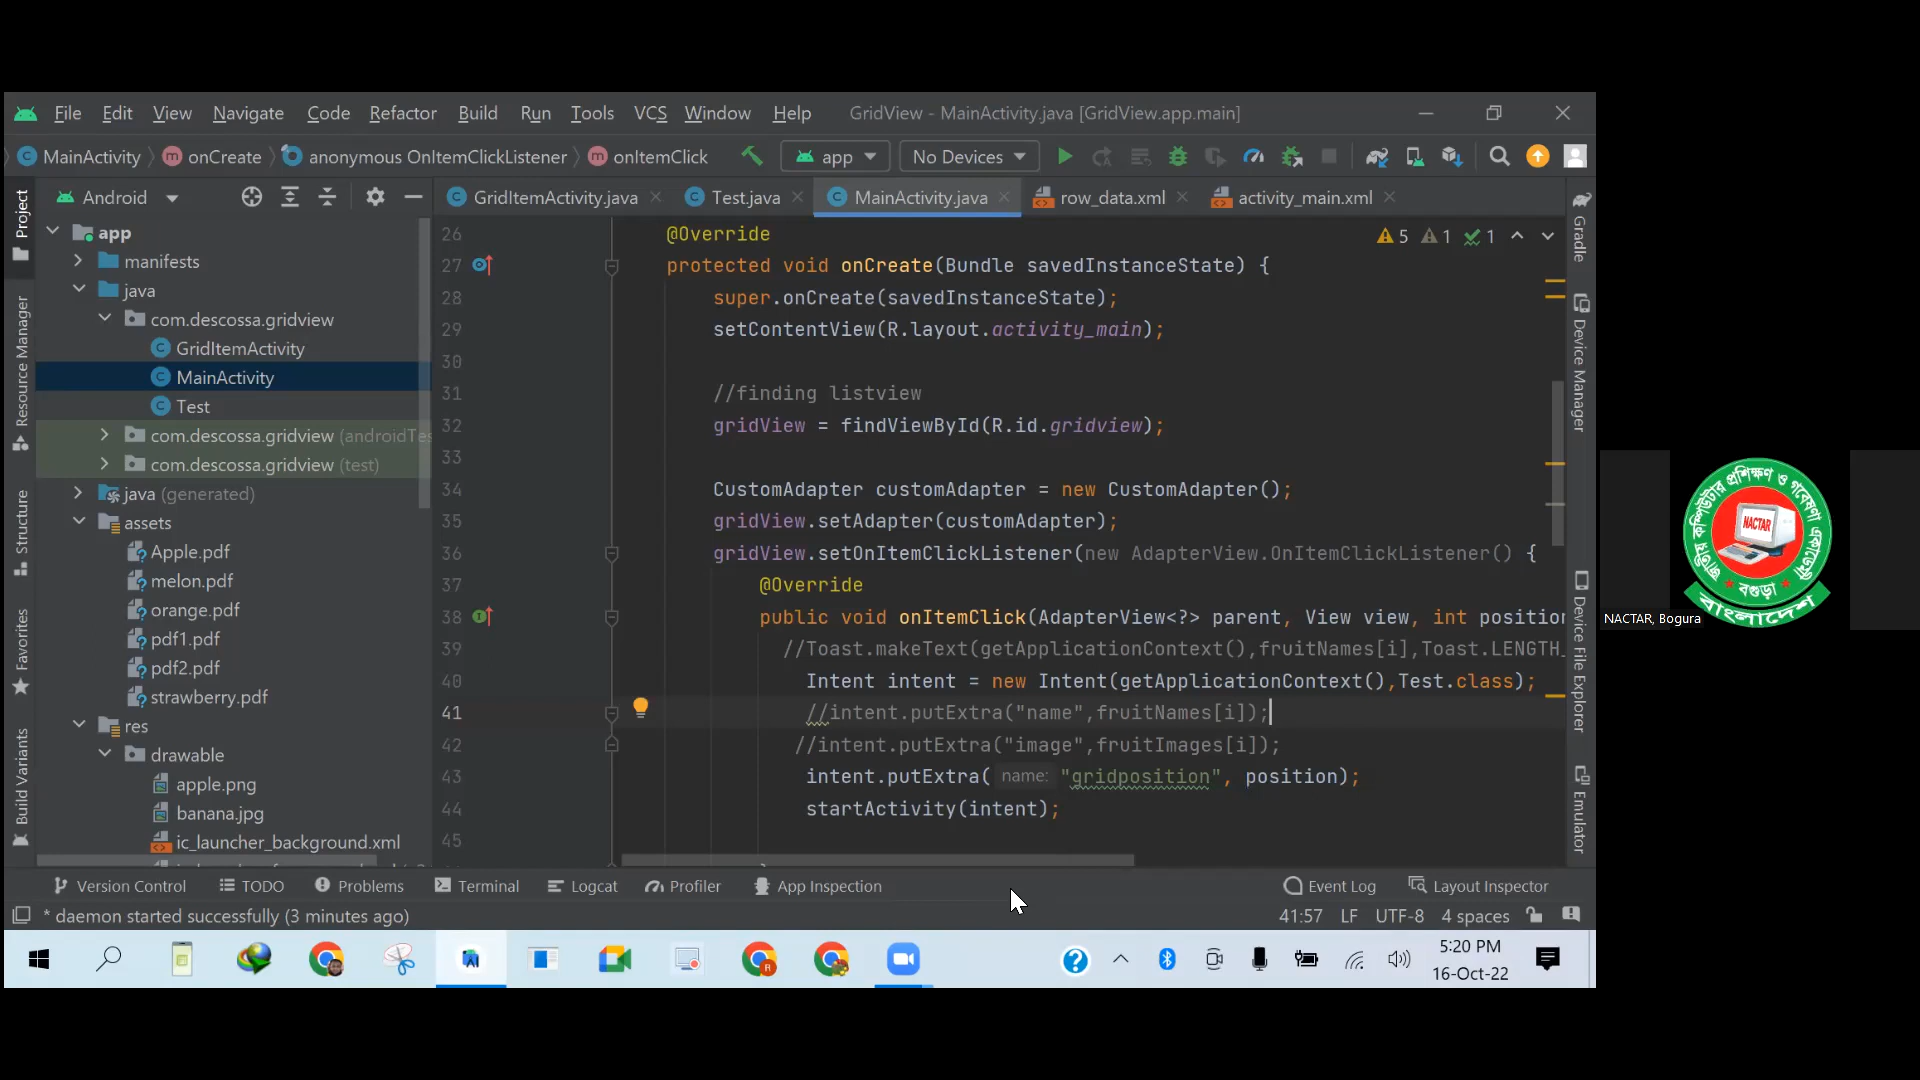 File Edit View Navigate Code Refactor Build Run Tools VCS Window Help GridView - MainActivity.java [GridView.app.main]
MainActivity onCreate anonymous OnItemClickListener onItemClick app No Devices
Project
Android
GridItemActivity.java Test.java MainActivity.java row_data.xml activity_main.xml
app
manifests
java
com.descossa.gridview
GridItemActivity
MainActivity
Test
com.descossa.gridview (androidTes
com.descossa.gridview (test)
java (generated)
assets
Apple.pdf
melon.pdf
orange.pdf
pdf1.pdf
pdf2.pdf
strawberry.pdf
res
drawable
apple.png
banana.jpg
ic_launcher_background.xml
Resource Manager
Structure
Favorites
Build Variants
5 1 1
26 @Override
27 protected void onCreate(Bundle savedInstanceState) {
28 super.onCreate(savedInstanceState);
29 setContentView(R.layout.activity_main);
30
31 //finding listview
32 gridView = findViewById(R.id.gridview);
33
34 CustomAdapter customAdapter = new CustomAdapter();
35 gridView.setAdapter(customAdapter);
36 gridView.setOnItemClickListener(new AdapterView.OnItemClickListener() {
37 @Override
38 public void onItemClick(AdapterView<?> parent, View view, int position
39 //Toast.makeText(getApplicationContext(),fruitNames[i],Toast.LENGTH_
40 Intent intent = new Intent(getApplicationContext(),Test.class);
41 //intent.putExtra("name",fruitNames[i]);
42 //intent.putExtra("image",fruitImages[i]);
43 intent.putExtra( name: "gridposition", position);
44 startActivity(intent);
45
Gradle
Device Manager
Device File Explorer
Emulator
Version Control TODO Problems Terminal Logcat Profiler App Inspection Event Log Layout Inspector
* daemon started successfully (3 minutes ago) 41:57 LF UTF-8 4 spaces
5:20 PM
16-Oct-22
জাতীয় কম্পিউটার প্রশিক্ষণ ও গবেষণা একাডেমী
NACTAR
বগুড়া
বাংলাদেশ
NACTAR, Bogura